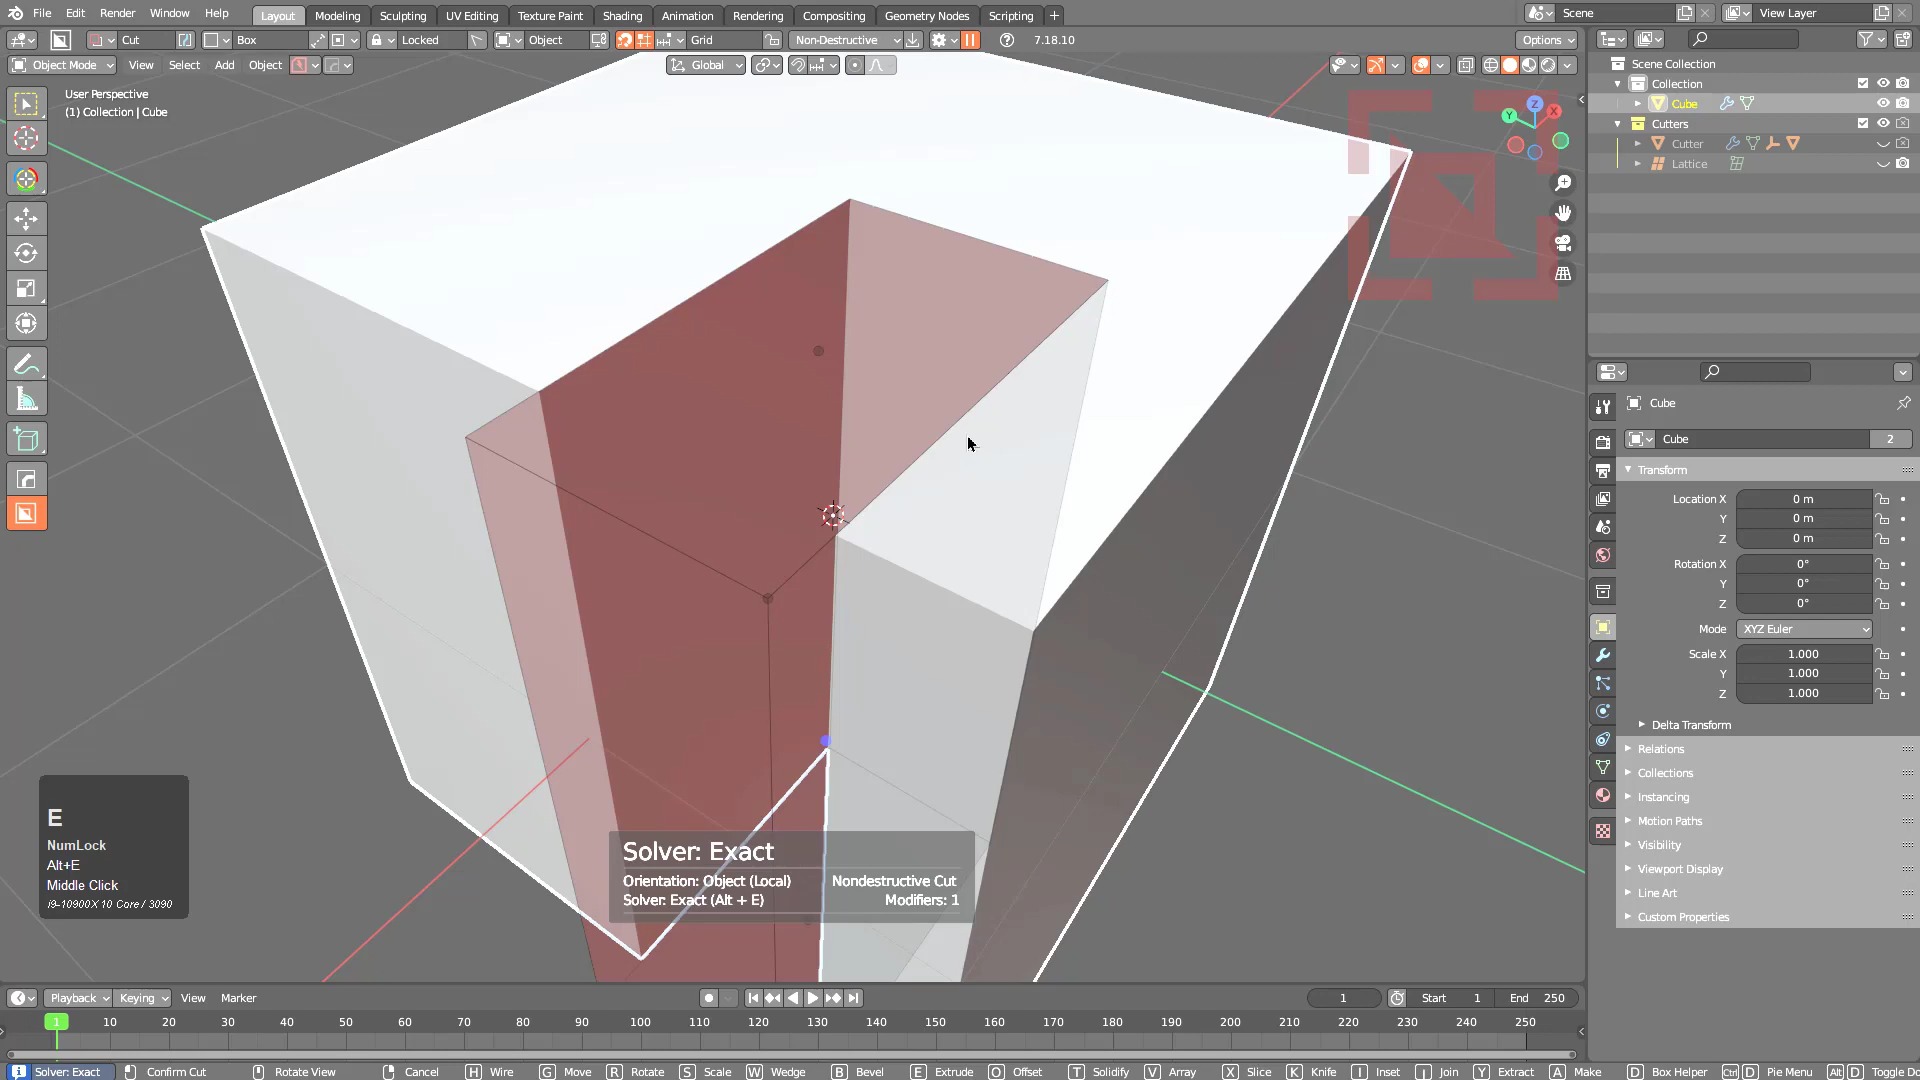 File Edit Render Window Help Layout Modeling Sculpting UV Editing Texture Paint Shading Animation Rendering Compositing Geometry Nodes Scripting + Scene View Layer
Cut Box Locked Object Grid Non-Destructive 7.18.10 Options
Object Mode View Select Add Object Global
User Perspective
(1) Collection | Cube
Z
Y
X
Scene Collection
Collection
Cube
Cutters
Cutter
Lattice
Cube
Cube 2
Transform
Location X 0 m
Y 0 m
Z 0 m
Rotation X 0°
Y 0°
Z 0°
Mode XYZ Euler
Scale X 1.000
Y 1.000
Z 1.000
Delta Transform
Relations
Collections
Instancing
Motion Paths
Visibility
Viewport Display
Line Art
Custom Properties
E
NumLock
Alt+E
Middle Click
i9-10900X 10 Core / 3090
Solver: Exact
Orientation: Object (Local) Nondestructive Cut
Solver: Exact (Alt + E) Modifiers: 1
Playback Keying View Marker 1 Start 1 End 250
1 10 20 30 40 50 60 70 80 90 100 110 120 130 140 150 160 170 180 190 200 210 220 230 240 250
Solver: Exact Confirm Cut Rotate View Cancel H Wire G Move R Rotate S Scale W Wedge B Bevel E Extrude O Offset T Solidify V Array X Slice K Knife I Inset J Join Y Extract A Make D Box Helper Ctrl D Pie Menu Alt D Toggle Do